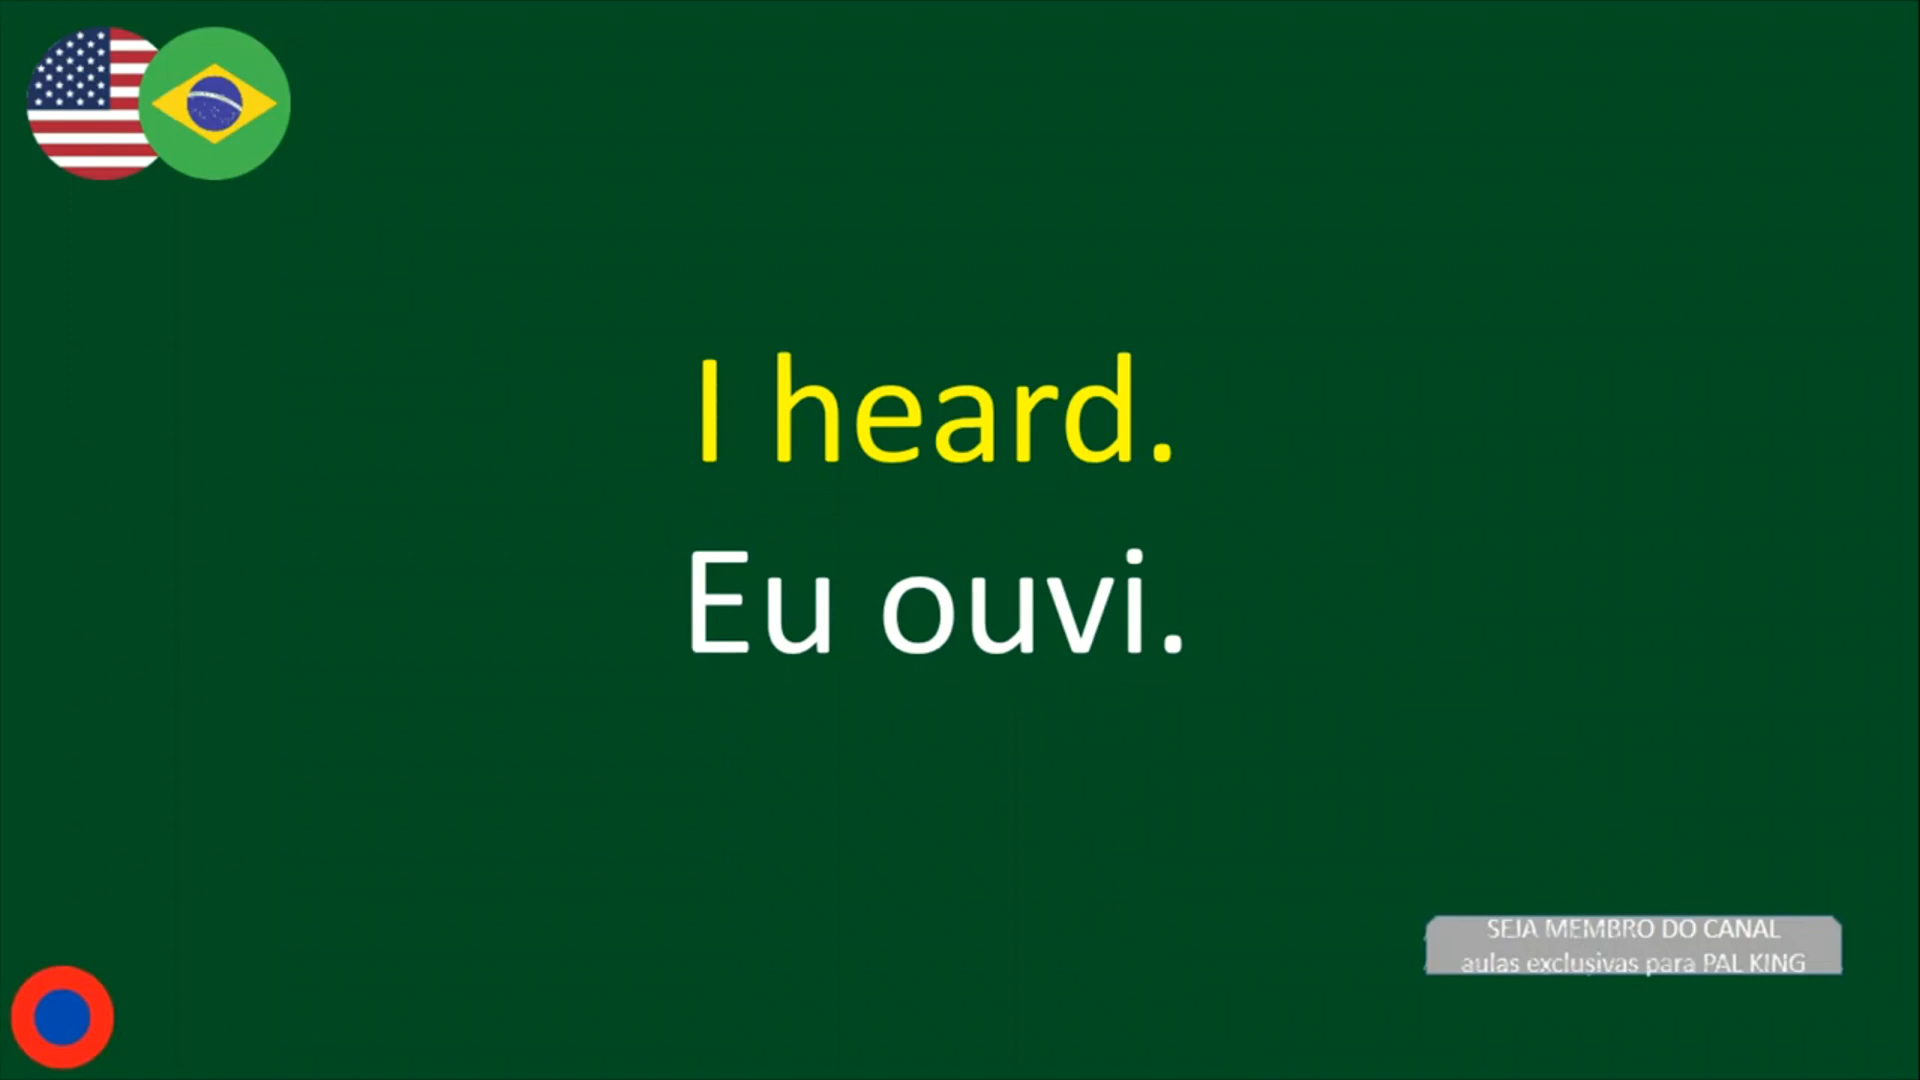 I heard.
Eu ouvi.
SEJA MEMBRO DO CANAL
aulas exclusivas para PAL KING